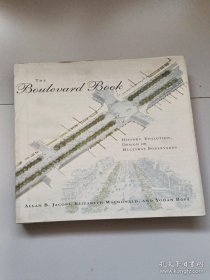 THE
Boulevard Book
HISTORY, EVOLUTION,
DESIGN OF
MULTIWAY BOULEVARDS
ALLAN B. JACOBS, ELIZABETH MACDONALD, AND YODAN ROFÉ